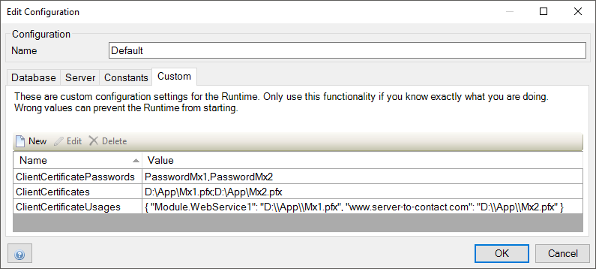 Edit Configuration
Configuration
Name Default
Database Server Constants Custom
These are custom configuration settings for the Runtime. Only use this functionality if you know exactly what you are doing.
Wrong values can prevent the Runtime from starting.
New Edit Delete
Name Value
ClientCertificatePasswords PasswordMx1,PasswordMx2
ClientCertificates D:\App\Mx1.pfx;D:\App\Mx2.pfx
ClientCertificateUsages { "Module.WebService1": "D:\\App\\Mx1.pfx", "www.server-to-contact.com": "D:\\App\\Mx2.pfx" }
OK Cancel